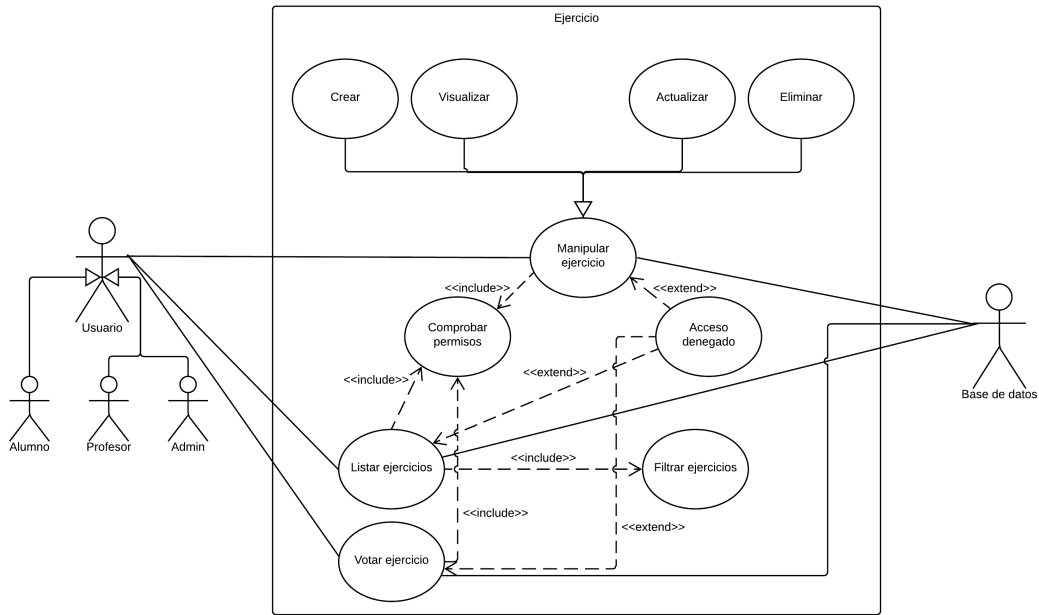 Ejercicio
Crear
Visualizar
Actualizar
Eliminar
Manipular
ejercicio
<<include>>
<<extend>>
Comprobar
permisos
Acceso
denegado
Usuario
Base de datos
<<include>>
<<extend>>
Alumno
Profesor
Admin
Listar ejercicios
<<include>>
Filtrar ejercicios
<<include>>
<<extend>>
Votar ejercicio